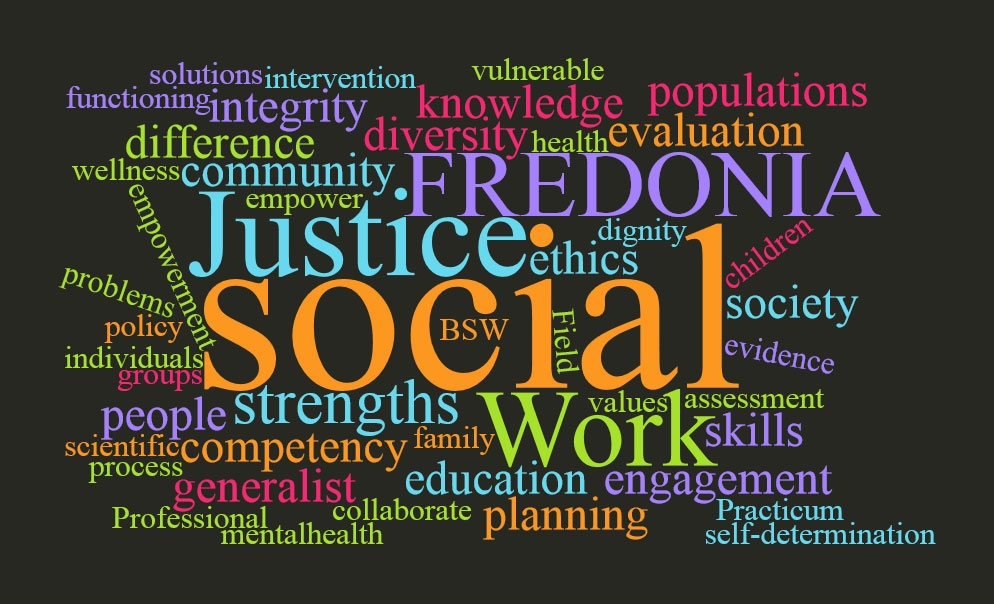 solutions intervention vulnerable
functioning integrity knowledge populations
difference diversity health evaluation
wellness community FREDONIA
empowerment empower
Justice ethics dignity children
problems social society
policy BSW Field
individuals evidence
groups
people strengths Work values assessment
scientific competency family skills
process
generalist education engagement
Professional collaborate planning Practicum
mentalhealth self-determination